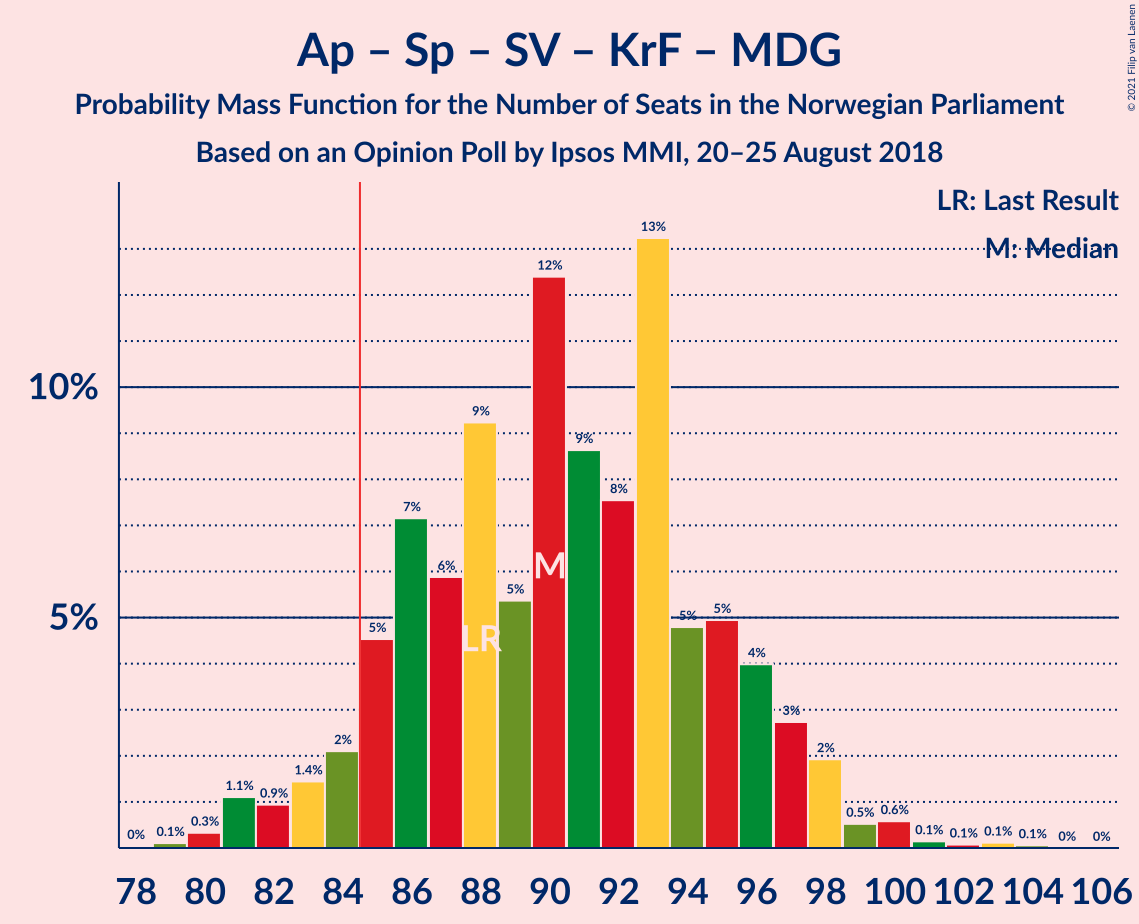 Ap – Sp – SV – KrF – MDG
Probability Mass Function for the Number of Seats in the Norwegian Parliament
Based on an Opinion Poll by Ipsos MMI, 20–25 August 2018
© 2021 Filip van Laenen
LR: Last Result
M: Median
10%
5%
0% 0.1% 0.3% 1.1% 0.9% 1.4% 2% 5% 7% 6% 9% 5% 12% 9% 8% 13% 5% 5% 4% 3% 2% 0.5% 0.6% 0.1% 0.1% 0.1% 0.1% 0% 0%
M
LR
78 80 82 84 86 88 90 92 94 96 98 100 102 104 106